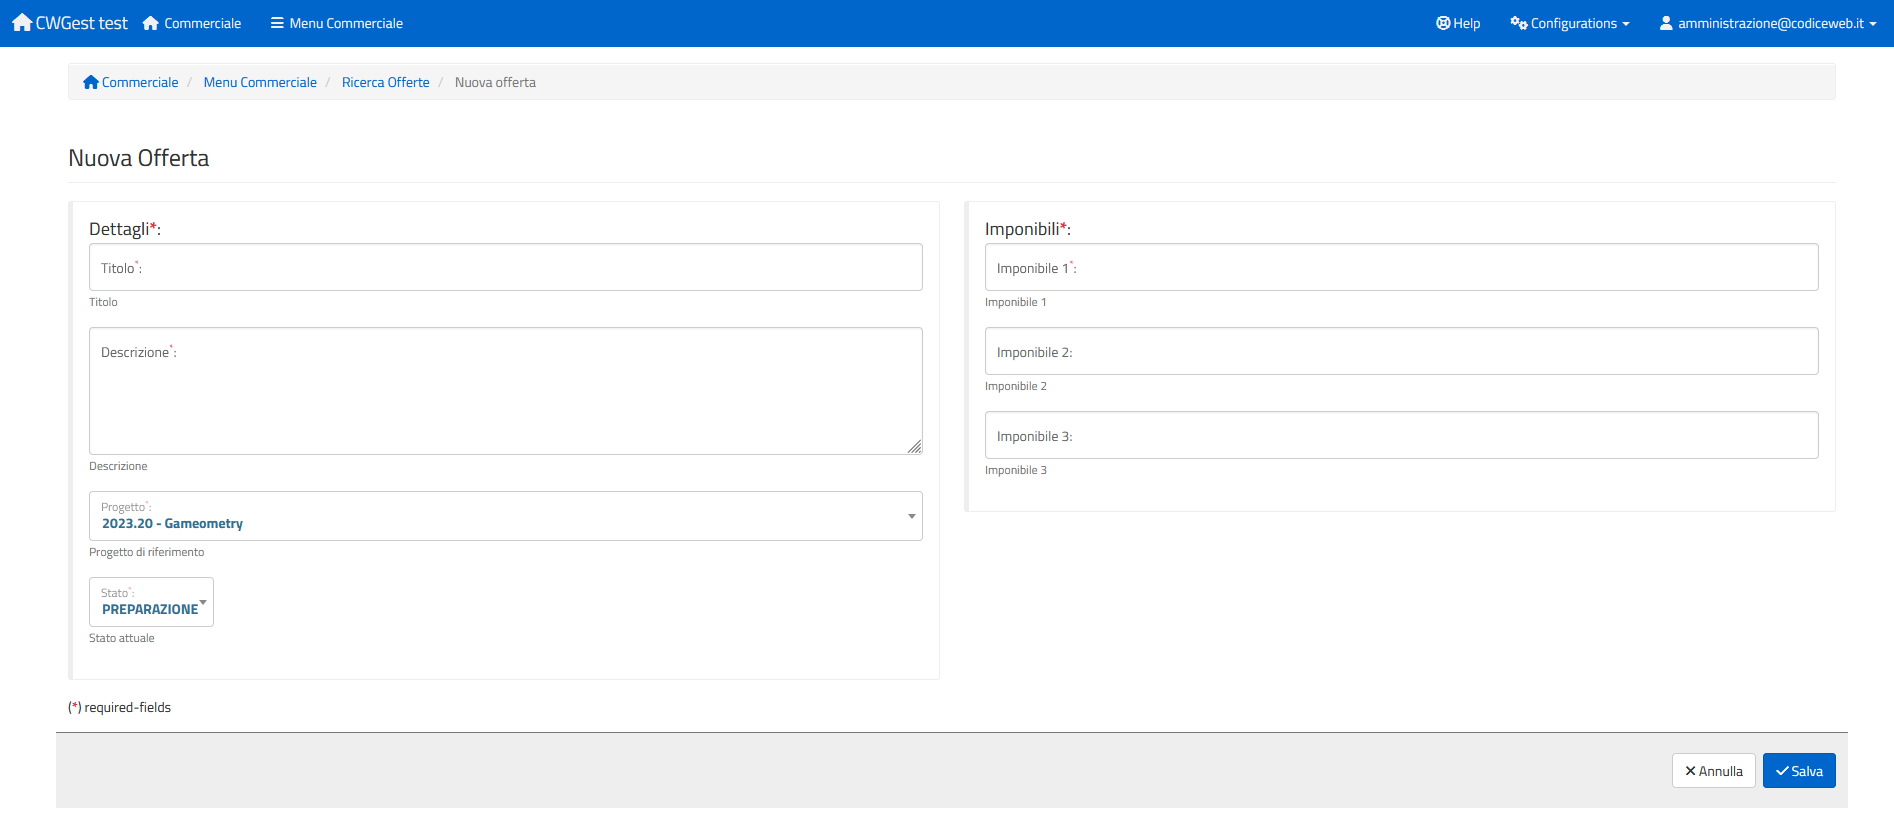 CWGest test Commerciale Menu Commerciale Help Configurations amministrazione@codiceweb.it
Commerciale / Menu Commerciale / Ricerca Offerte / Nuova offerta
Nuova Offerta
Dettagli*:
Titolo*:
Titolo
Descrizione*:
Descrizione
Progetto*:
2023.20 - Gameometry
Progetto di riferimento
Stato*:
PREPARAZIONE
Stato attuale
Imponibili*:
Imponibile 1*:
Imponibile 1
Imponibile 2:
Imponibile 2
Imponibile 3:
Imponibile 3
(*) required-fields
Annulla Salva